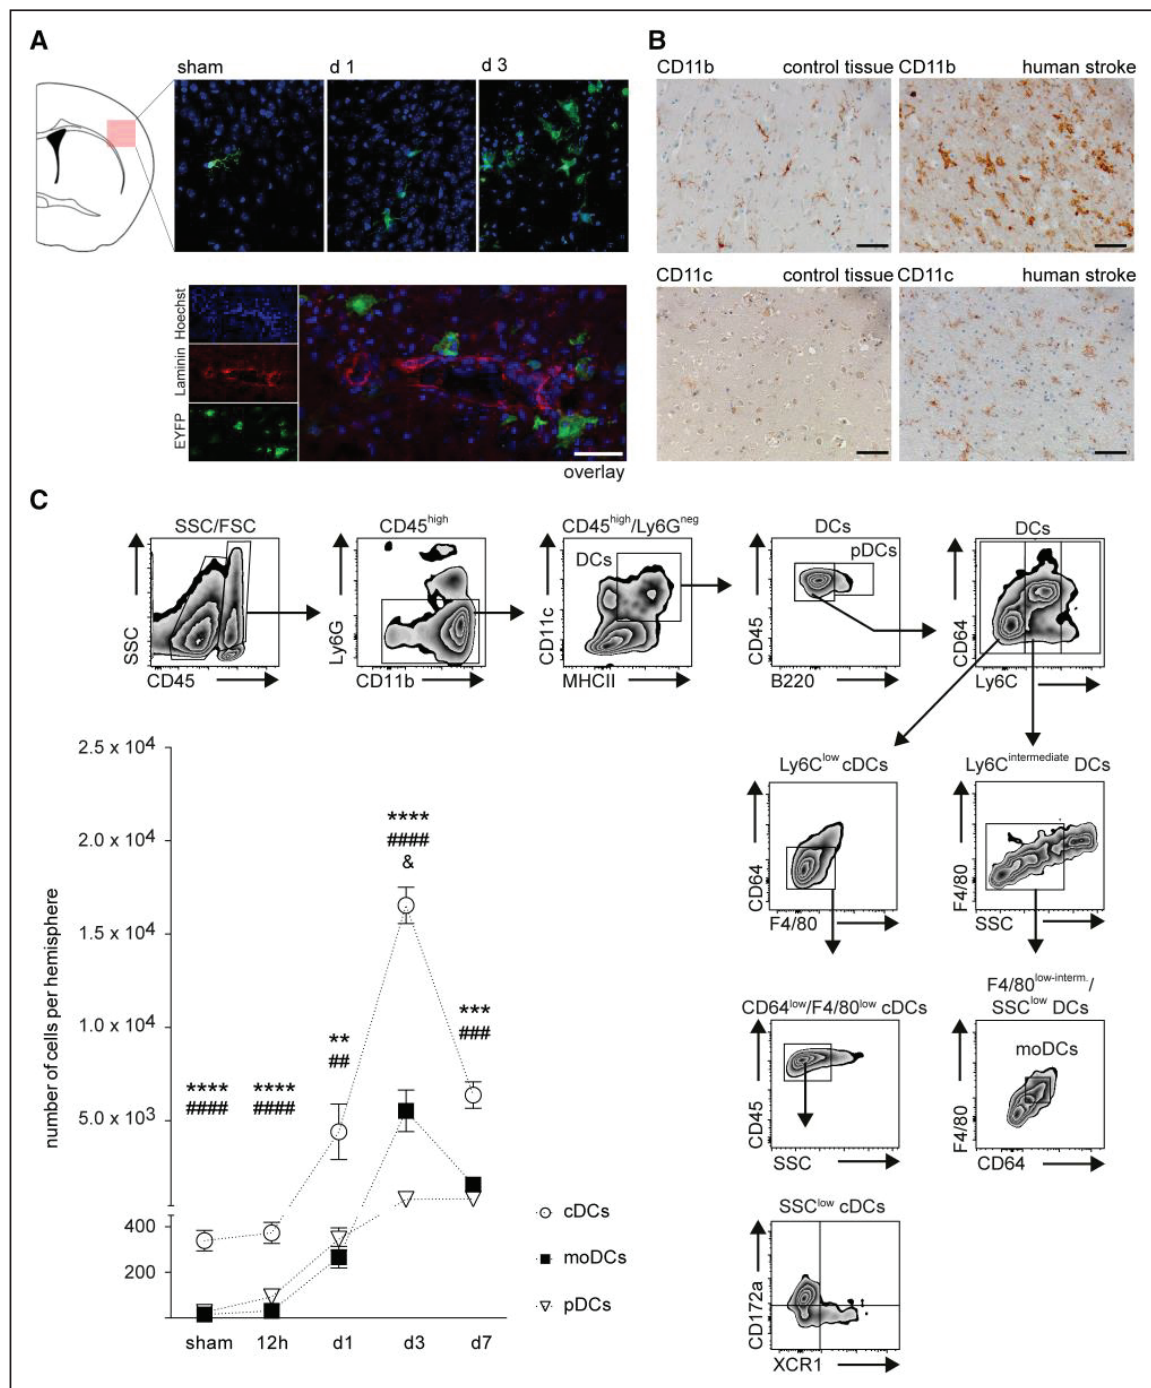 A
B
sham
d 1
d 3
CD11b
control tissue
CD11b
human stroke
Hoechst
Laminin
EYFP
overlay
CD11c
control tissue
CD11c
human stroke
C
SSC/FSC
CD45high
CD45high/Ly6Gneg
DCs
DCs
DCs
pDCs
SSC
CD45
Ly6G
CD11b
CD11c
MHCII
CD45
B220
CD64
Ly6C
Ly6Clow cDCs
Ly6Cintermediate DCs
CD64
F4/80
F4/80
SSC
CD64low/F4/80low cDCs
F4/80low-interm./
SSClow DCs
moDCs
CD45
SSC
F4/80
CD64
SSClow cDCs
CD172a
XCR1
number of cells per hemisphere
2.5 x 10⁴
2.0 x 10⁴
1.5 x 10⁴
1.0 x 10⁴
5.0 x 10³
400
200
****
####
****
####
**
##
****
####
&
***
###
sham
12h
d1
d3
d7
cDCs
moDCs
pDCs